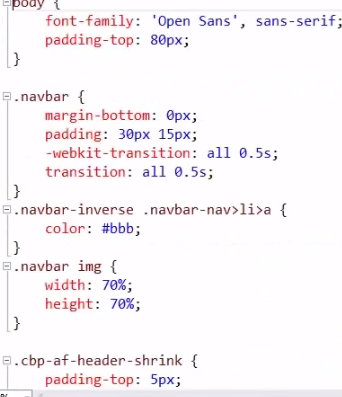 body {
font-family: 'Open Sans', sans-serif;
padding-top: 80px;
}
.navbar {
margin-bottom: 0px;
padding: 30px 15px;
-webkit-transition: all 0.5s;
transition: all 0.5s;
}
.navbar-inverse .navbar-nav>li>a {
color: #bbb;
}
.navbar img {
width: 70%;
height: 70%;
}
.cbp-af-header-shrink {
padding-top: 5px;
%